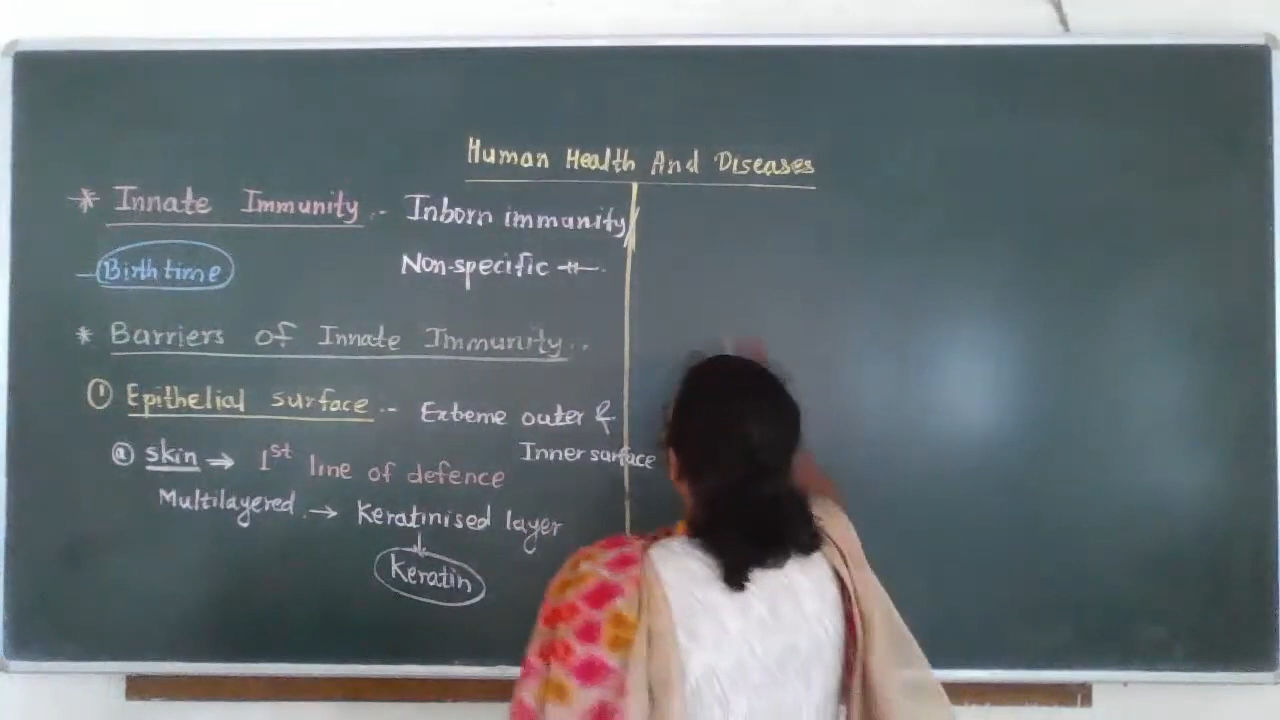 Human Health And Diseases
* Innate Immunity :- Inborn immunity
Birth time
Non-specific -"-
* Barriers of Innate Immunity :-
① Epithelial surface :- Exteme outer &
Inner surface
ⓐ skin → 1st line of defence
Multilayered → Keratinised layer
↓
Keratin